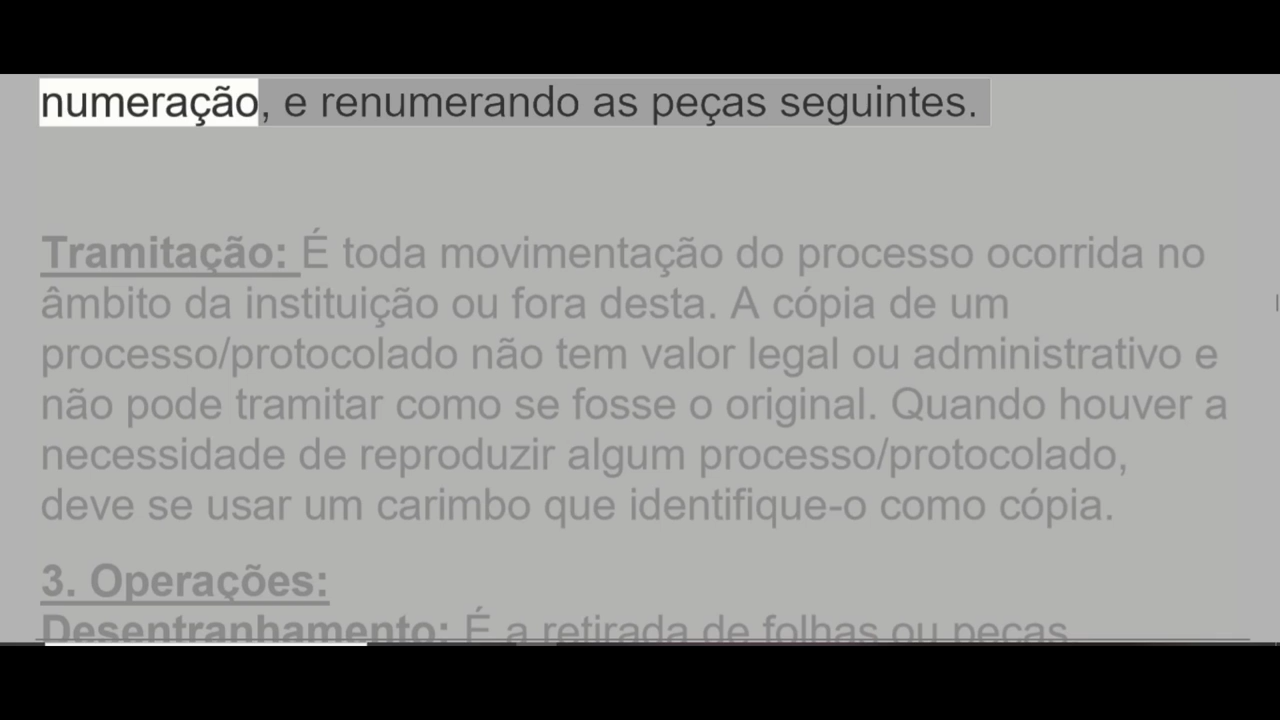 numeração, e renumerando as peças seguintes.
Tramitação: É toda movimentação do processo ocorrida no
âmbito da instituição ou fora desta. A cópia de um
processo/protocolado não tem valor legal ou administrativo e
não pode tramitar como se fosse o original. Quando houver a
necessidade de reproduzir algum processo/protocolado,
deve se usar um carimbo que identifique-o como cópia.
3. Operações:
Desentranhamento: É a retirada de folhas ou peças